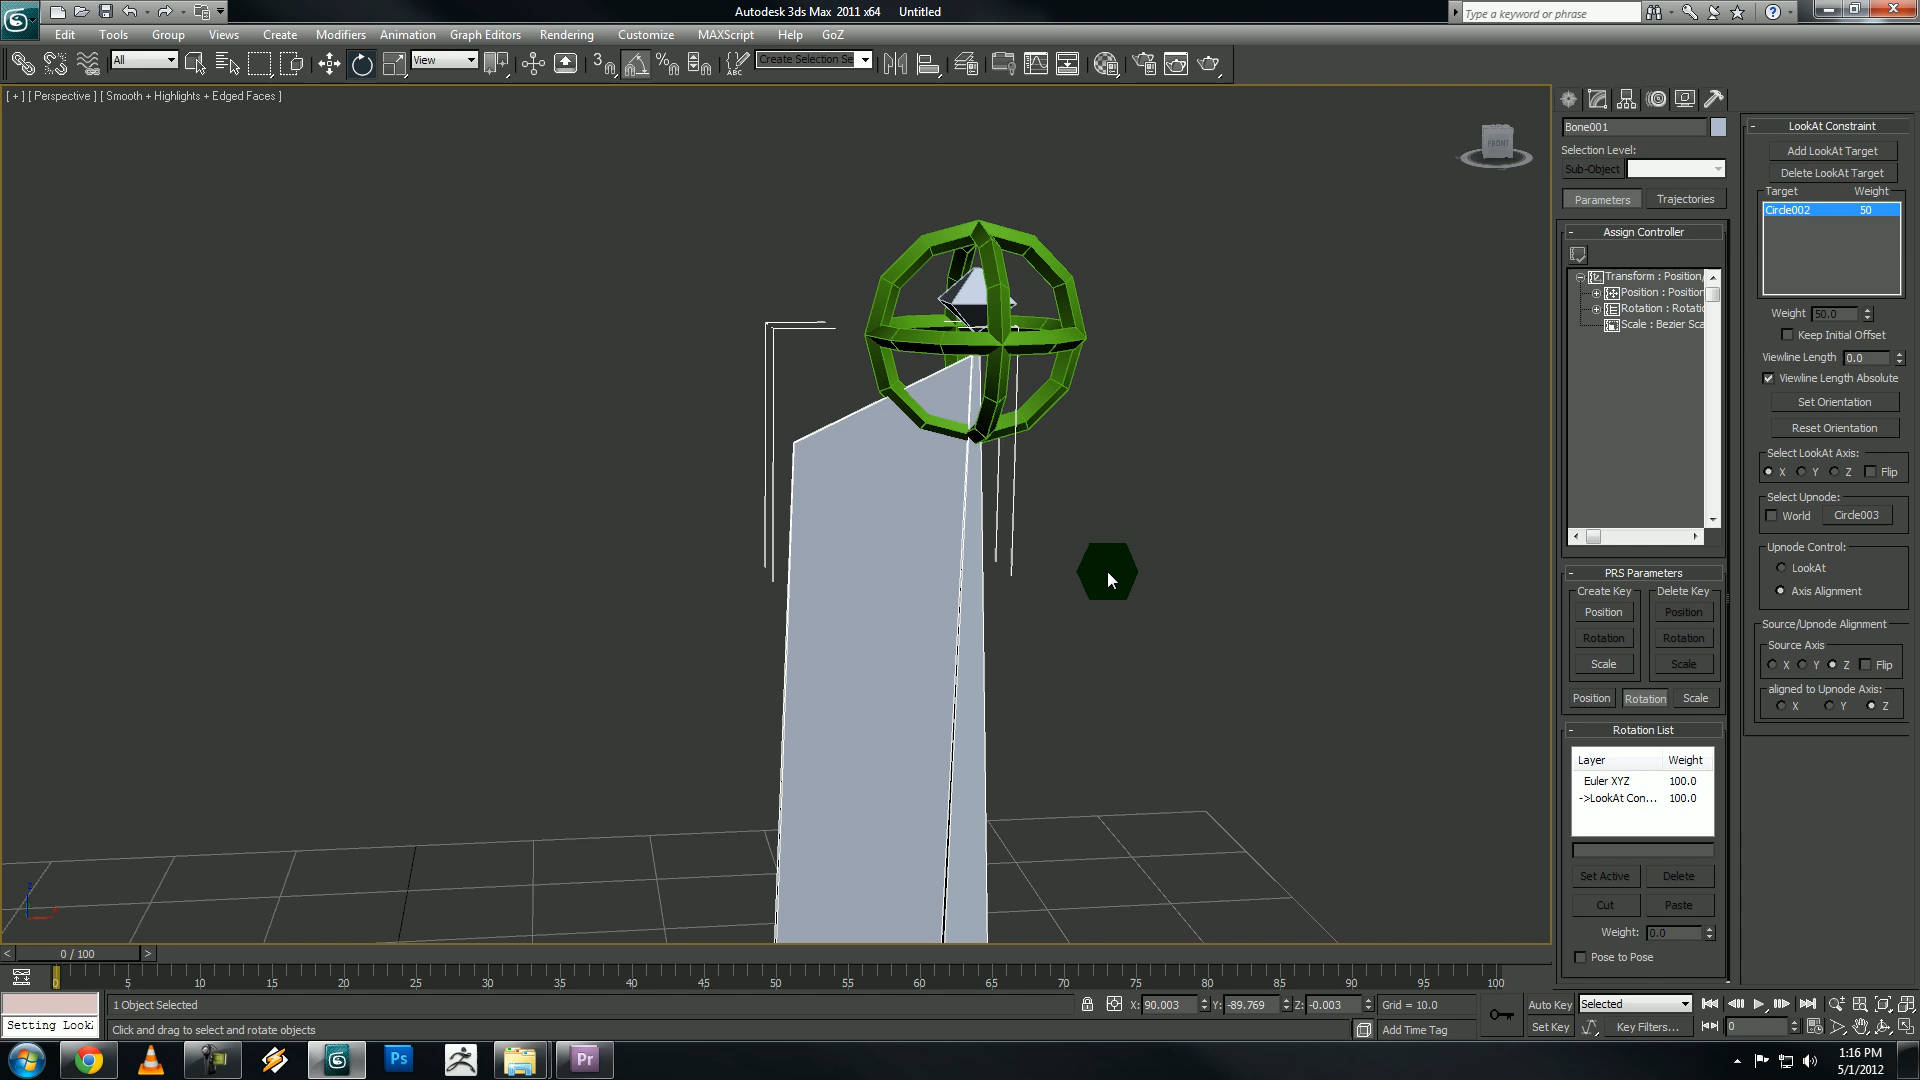 Autodesk 3ds Max 2011 x64 Untitled
Type a keyword or phrase
Edit Tools Group Views Create Modifiers Animation Graph Editors Rendering Customize MAXScript Help GoZ
All View 3 ABC Create Selection Se
[ + ] [ Perspective ] [ Smooth + Highlights + Edged Faces ]
FRONT
Bone001
Selection Level:
Sub-Object
Parameters Trajectories
- Assign Controller
Transform : Position/
Position : Position
Rotation : Rotatio
Scale : Bezier Sca
- PRS Parameters
Create Key Delete Key
Position Position
Rotation Rotation
Scale Scale
Position Rotation Scale
- Rotation List
Layer Weight
Euler XYZ 100.0
->LookAt Con... 100.0
Set Active Delete
Cut Paste
Weight: 0.0
Pose to Pose
- LookAt Constraint
Add LookAt Target
Delete LookAt Target
Target Weight
Circle002 50
Weight 50.0
Keep Initial Offset
Viewline Length 0.0
Viewline Length Absolute
Set Orientation
Reset Orientation
Select LookAt Axis:
X Y Z Flip
Select Upnode:
World Circle003
Upnode Control:
LookAt
Axis Alignment
Source/Upnode Alignment
Source Axis
X Y Z Flip
aligned to Upnode Axis:
X Y Z
< 0 / 100 >
0 5 10 15 20 25 30 35 40 45 50 55 60 65 70 75 80 85 90 95 100
1 Object Selected X: 90.003 Y: -89.769 Z: -0.003 Grid = 10.0 Auto Key Selected
Setting Look Click and drag to select and rotate objects Add Time Tag Set Key Key Filters... 0
Ps Pr
1:16 PM
5/1/2012